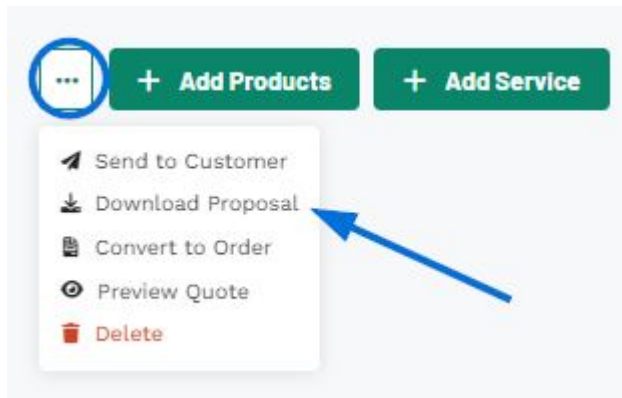 ... + Add Products + Add Service
Send to Customer
Download Proposal
Convert to Order
Preview Quote
Delete